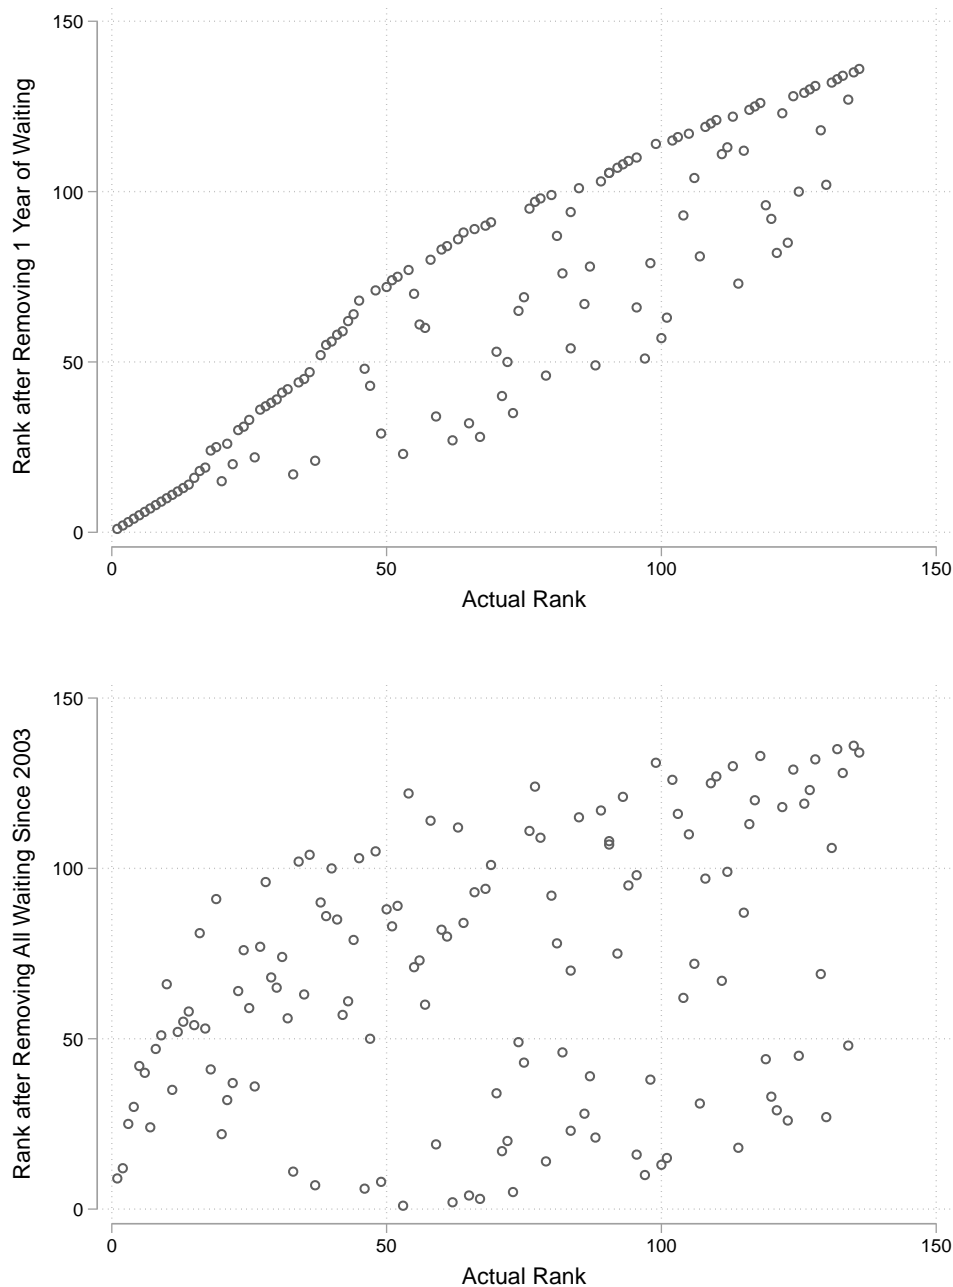 150
100
50
0
Rank after Removing 1 Year of Waiting
0 50 100 150
Actual Rank
150
100
50
0
Rank after Removing All Waiting Since 2003
0 50 100 150
Actual Rank